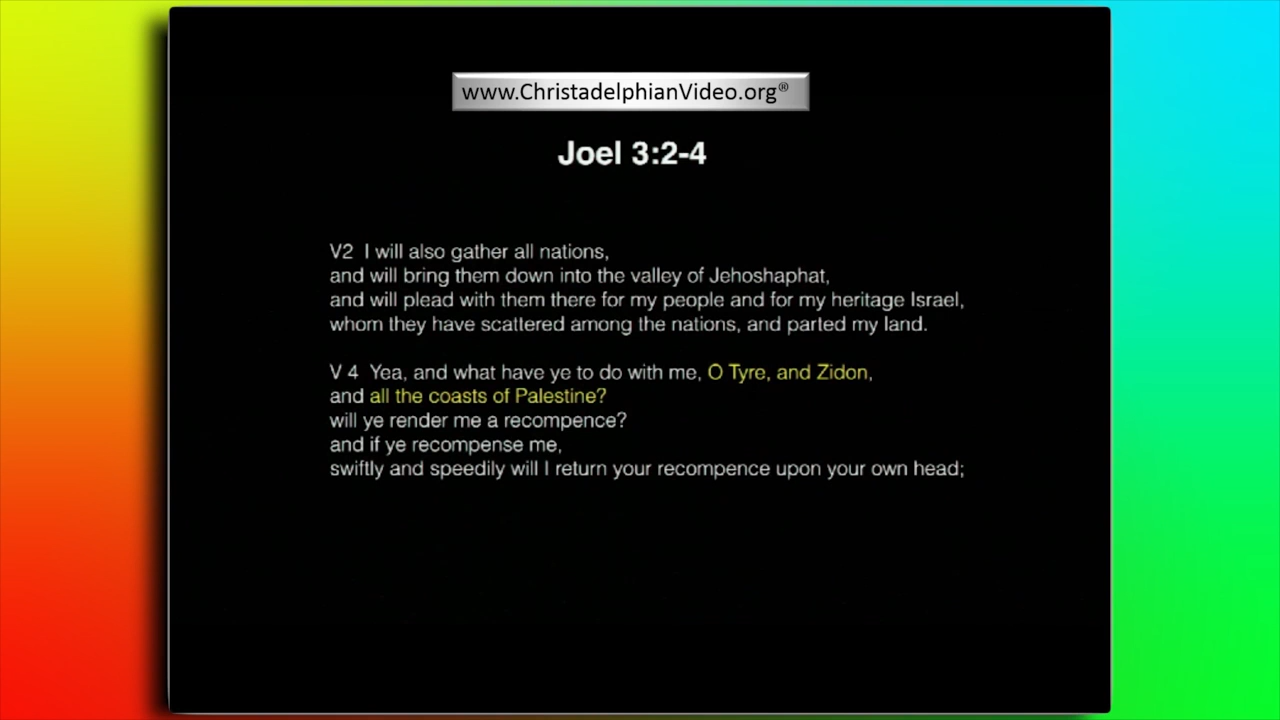 www.ChristadelphianVideo.org®
Joel 3:2-4
V2 I will also gather all nations,
and will bring them down into the valley of Jehoshaphat,
and will plead with them there for my people and for my heritage Israel,
whom they have scattered among the nations, and parted my land.
V 4 Yea, and what have ye to do with me, O Tyre, and Zidon,
and all the coasts of Palestine?
will ye render me a recompence?
and if ye recompense me,
swiftly and speedily will I return your recompence upon your own head;